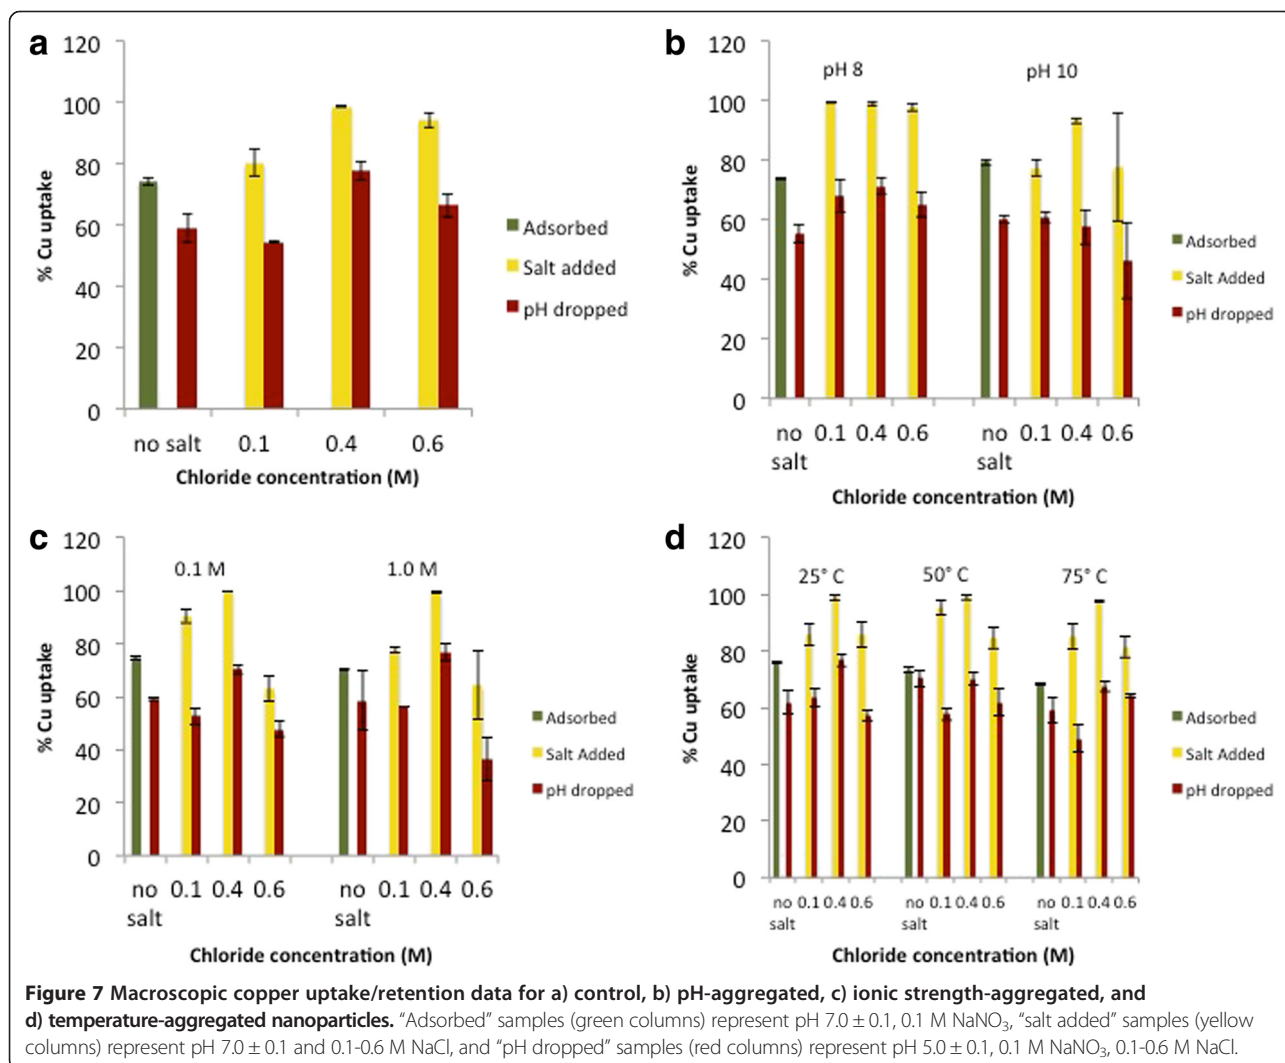 a
120
100
80
60
40
20
0
% Cu uptake
no salt 0.1 0.4 0.6
Chloride concentration (M)
Adsorbed
Salt added
pH dropped
b
120
100
80
60
40
20
0
% Cu uptake
pH 8
pH 10
no salt 0.1 0.4 0.6 no salt 0.1 0.4 0.6
Chloride concentration (M)
Adsorbed
Salt Added
pH dropped
c
120
100
80
60
40
20
0
% Cu uptake
0.1 M
1.0 M
no salt 0.1 0.4 0.6 no salt 0.1 0.4 0.6
Chloride concentration (M)
Adsorbed
Salt Added
pH dropped
d
120
100
80
60
40
20
0
% Cu uptake
25° C
50° C
75° C
no salt 0.1 0.4 0.6 no salt 0.1 0.4 0.6 no salt 0.1 0.4 0.6
Chloride concentration (M)
Adsorbed
Salt Added
pH dropped
Figure 7 Macroscopic copper uptake/retention data for a) control, b) pH-aggregated, c) ionic strength-aggregated, and
d) temperature-aggregated nanoparticles. “Adsorbed” samples (green columns) represent pH 7.0 ± 0.1, 0.1 M NaNO₃, “salt added” samples (yellow
columns) represent pH 7.0 ± 0.1 and 0.1-0.6 M NaCl, and “pH dropped” samples (red columns) represent pH 5.0 ± 0.1, 0.1 M NaNO₃, 0.1-0.6 M NaCl.